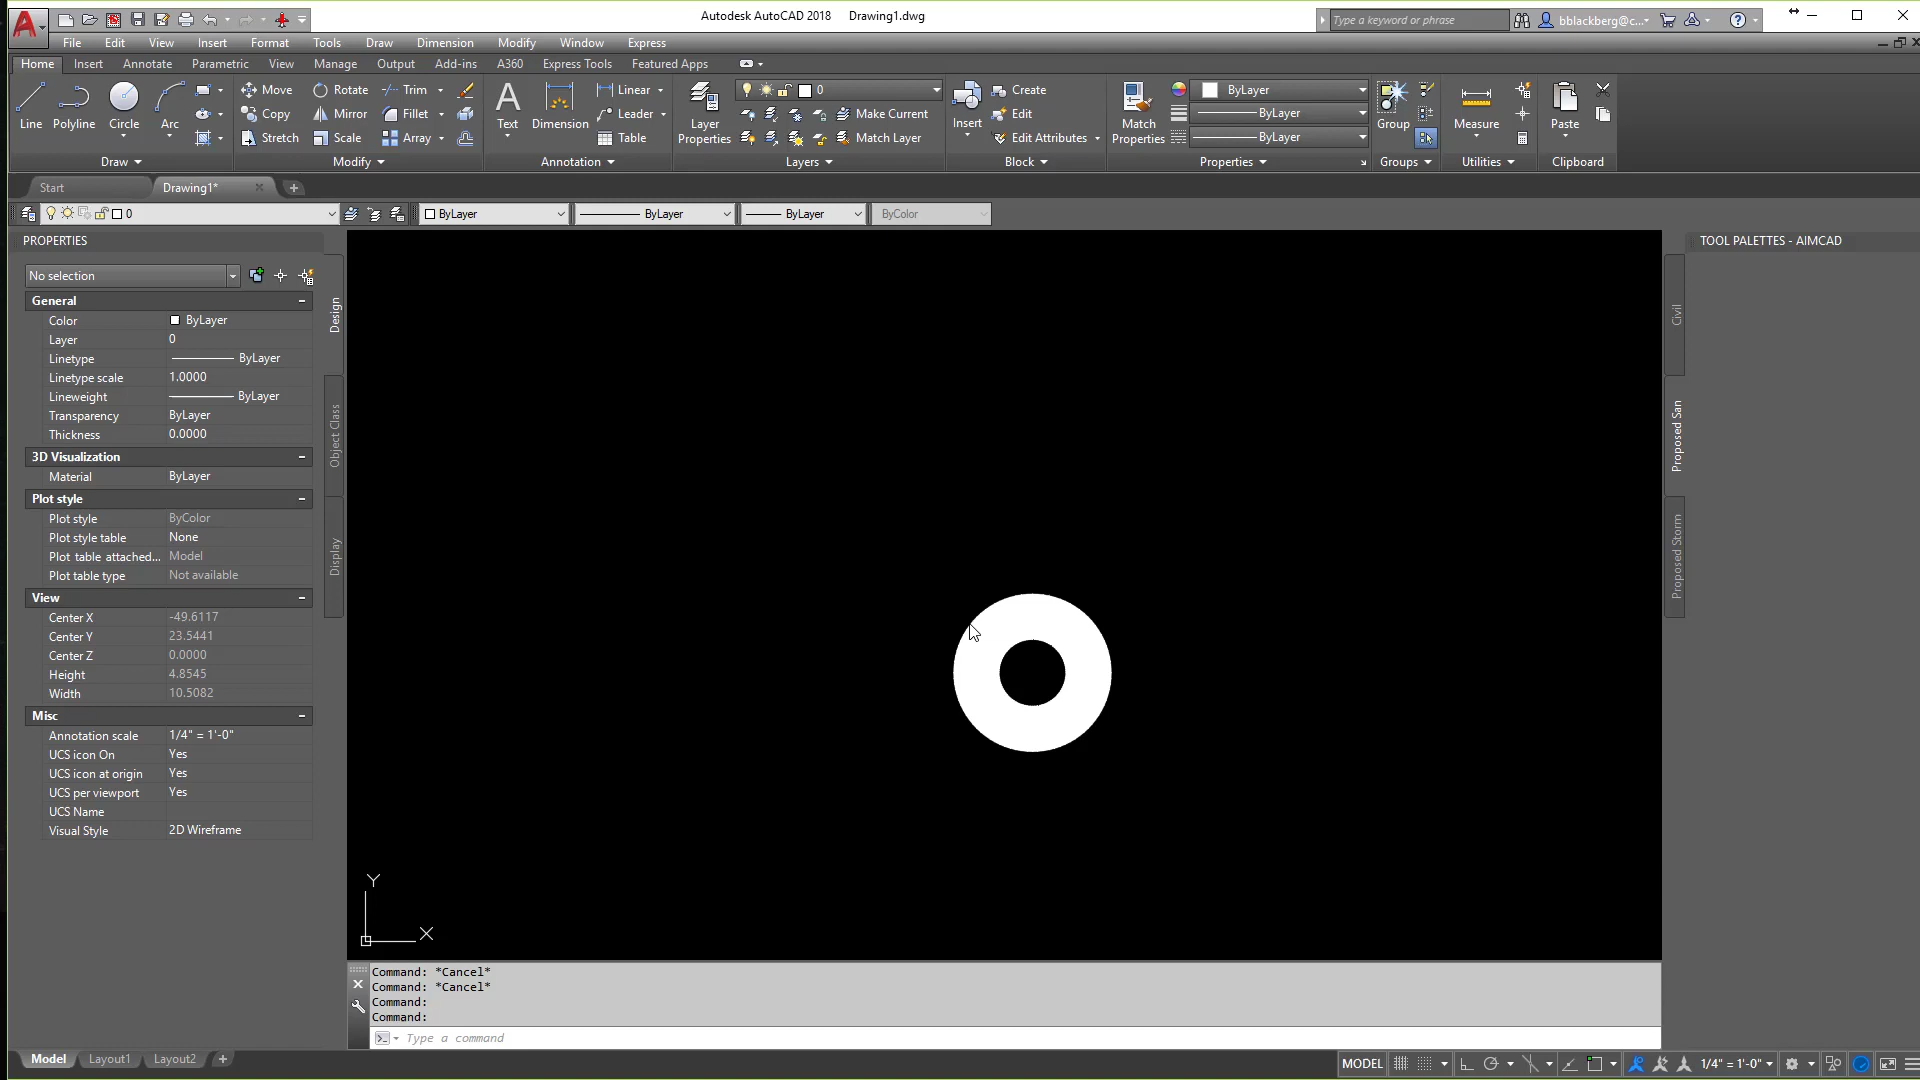 Autodesk AutoCAD 2018 Drawing1.dwg
Type a keyword or phrase
bblackberg@c...
File Edit View Insert Format Tools Draw Dimension Modify Window Express
Home Insert Annotate Parametric View Manage Output Add-ins A360 Express Tools Featured Apps
Line Polyline Circle Arc
Move Rotate Trim
Copy Mirror Fillet
Stretch Scale Array
Text Dimension
Linear
Leader
Table
Layer Properties
0
Make Current
Match Layer
Insert
Create
Edit
Edit Attributes
Match Properties
ByLayer
ByLayer
ByLayer
Group
Measure
Paste
Draw Modify Annotation Layers Block Properties Groups Utilities Clipboard
Start Drawing1*
0 ByLayer ByLayer ByLayer ByColor
PROPERTIES
No selection
General
Color ByLayer
Layer 0
Linetype ByLayer
Linetype scale 1.0000
Lineweight ByLayer
Transparency ByLayer
Thickness 0.0000
3D Visualization
Material ByLayer
Plot style
Plot style ByColor
Plot style table None
Plot table attached... Model
Plot table type Not available
View
Center X -49.6117
Center Y 23.5441
Center Z 0.0000
Height 4.8545
Width 10.5082
Misc
Annotation scale 1/4" = 1'-0"
UCS icon On Yes
UCS icon at origin Yes
UCS per viewport Yes
UCS Name
Visual Style 2D Wireframe
Design
Object Class
Display
Y
X
TOOL PALETTES - AIMCAD
Civil
Proposed San
Proposed Storm
Command: *Cancel*
Command: *Cancel*
Command:
Command:
Type a command
Model Layout1 Layout2
MODEL 1/4" = 1'-0"